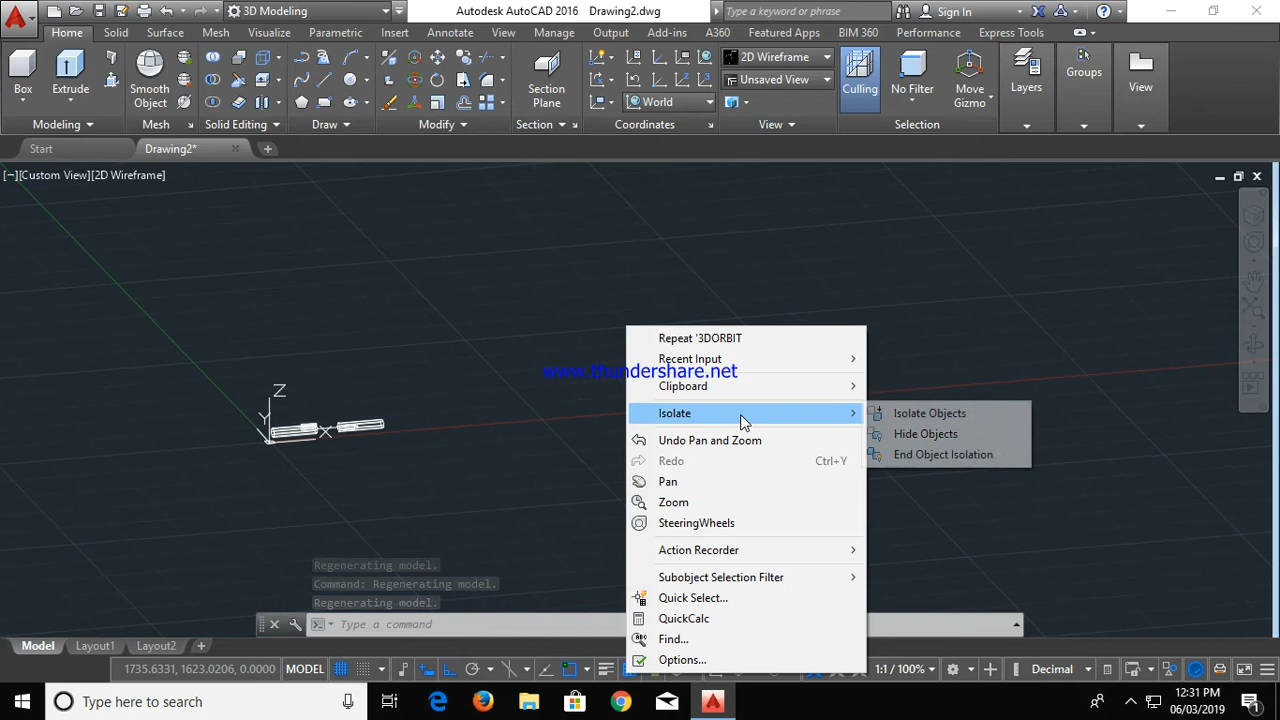 3D Modeling
Autodesk AutoCAD 2016 Drawing2.dwg
Type a keyword or phrase
Sign In
Home Solid Surface Mesh Visualize Parametric Insert Annotate View Manage Output Add-ins A360 Featured Apps BIM 360 Performance Express Tools
2D Wireframe
Unsaved View
World
Box Extrude Smooth Object Section Plane Culling No Filter Move Gizmo Layers Groups View
Modeling Mesh Solid Editing Draw Modify Section Coordinates View Selection
Start Drawing2*
[−][Custom View][2D Wireframe]
Z
Y
X
Repeat '3DORBIT
Recent Input
www.thundershare.net
Clipboard
Isolate
Isolate Objects
Hide Objects
End Object Isolation
Undo Pan and Zoom
Redo Ctrl+Y
Pan
Zoom
SteeringWheels
Action Recorder
Subobject Selection Filter
Quick Select...
QuickCalc
Find...
Options...
Regenerating model.
Command: Regenerating model.
Regenerating model.
Type a command
Model Layout1 Layout2
1735.6331, 1623.0206, 0.0000 MODEL 1:1 / 100% Decimal
Type here to search
12:31 PM
06/03/2019